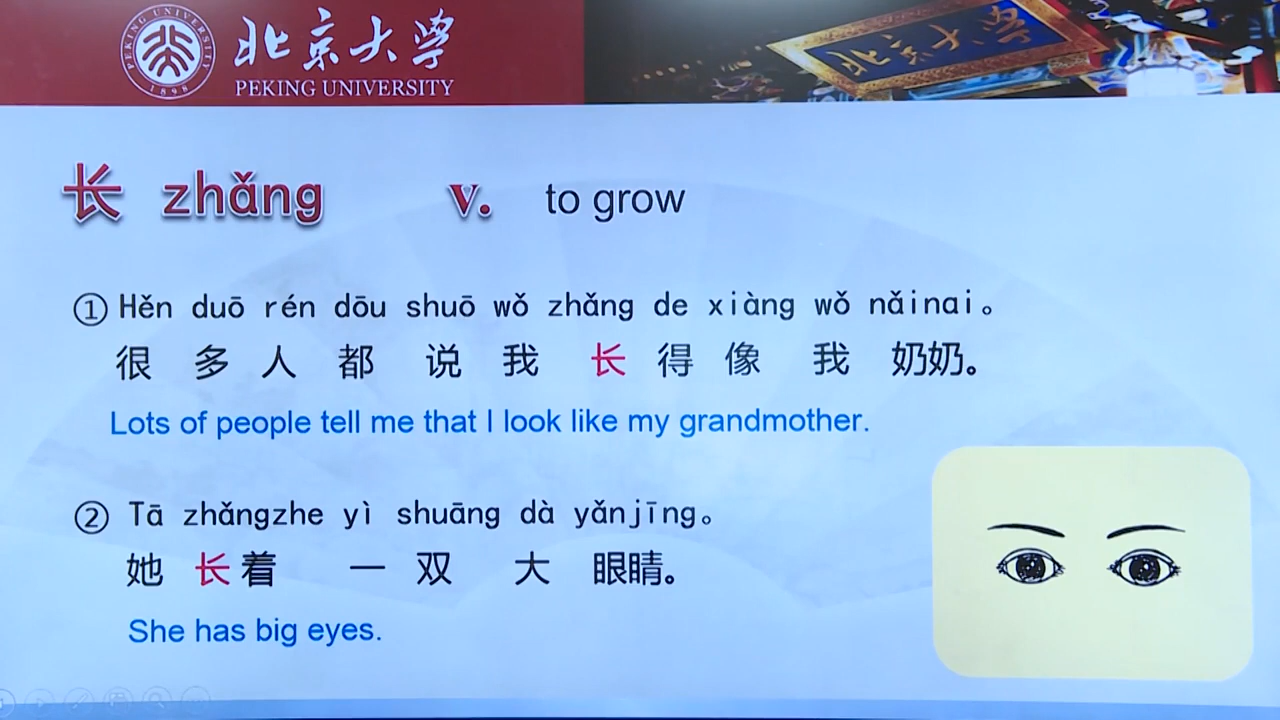 PEKING UNIVERSITY
1898
北京大学
PEKING UNIVERSITY
北京大学
长 zhǎng v. to grow
① Hěn duō rén dōu shuō wǒ zhǎng de xiàng wǒ nǎinai。
很 多 人 都 说 我 长 得 像 我 奶奶。
Lots of people tell me that I look like my grandmother.
② Tā zhǎngzhe yì shuāng dà yǎnjīng。
她 长着 一 双 大 眼睛。
She has big eyes.